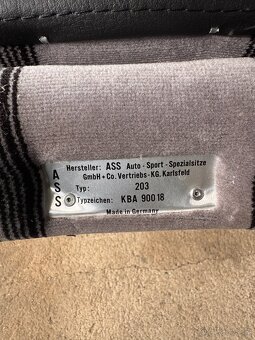 Hersteller: ASS Auto - Sport - Spezialsitze
A GmbH + Co. Vertriebs - KG. Karlsfeld
S Typ: 203
S Typzeichen: KBA 90018
Made in Germany